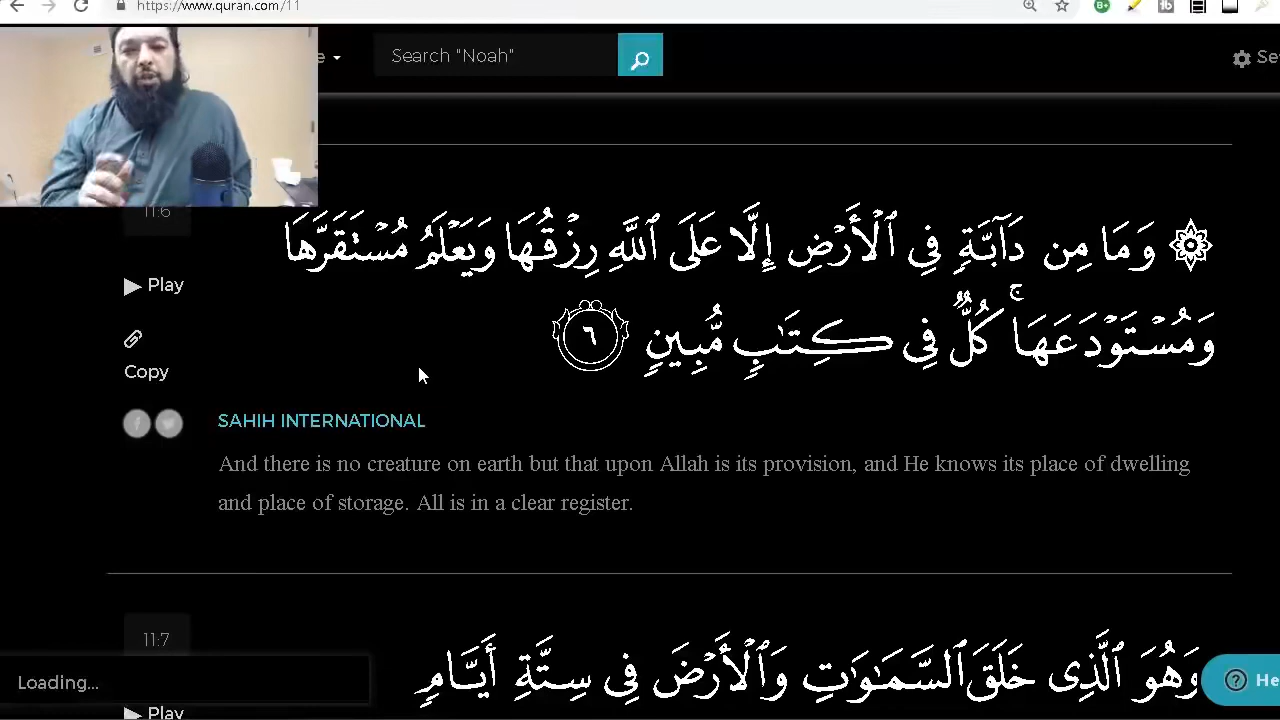 https://www.quran.com/11
e
Search "Noah"
Se
11:6
۞ وَمَا مِن دَآبَّةٍ فِى ٱلْأَرْضِ إِلَّا عَلَى ٱللَّهِ رِزْقُهَا وَيَعْلَمُ مُسْتَقَرَّهَا
وَمُسْتَوْدَعَهَا ۚ كُلٌّ فِى كِتَـٰبٍ مُّبِينٍ ٦
Play
Copy
SAHIH INTERNATIONAL
And there is no creature on earth but that upon Allah is its provision, and He knows its place of dwelling
and place of storage. All is in a clear register.
11:7
وَهُوَ ٱلَّذِى خَلَقَ ٱلسَّمَـٰوَٰتِ وَٱلْأَرْضَ فِى سِتَّةِ أَيَّامٍ
Loading...
He
Play